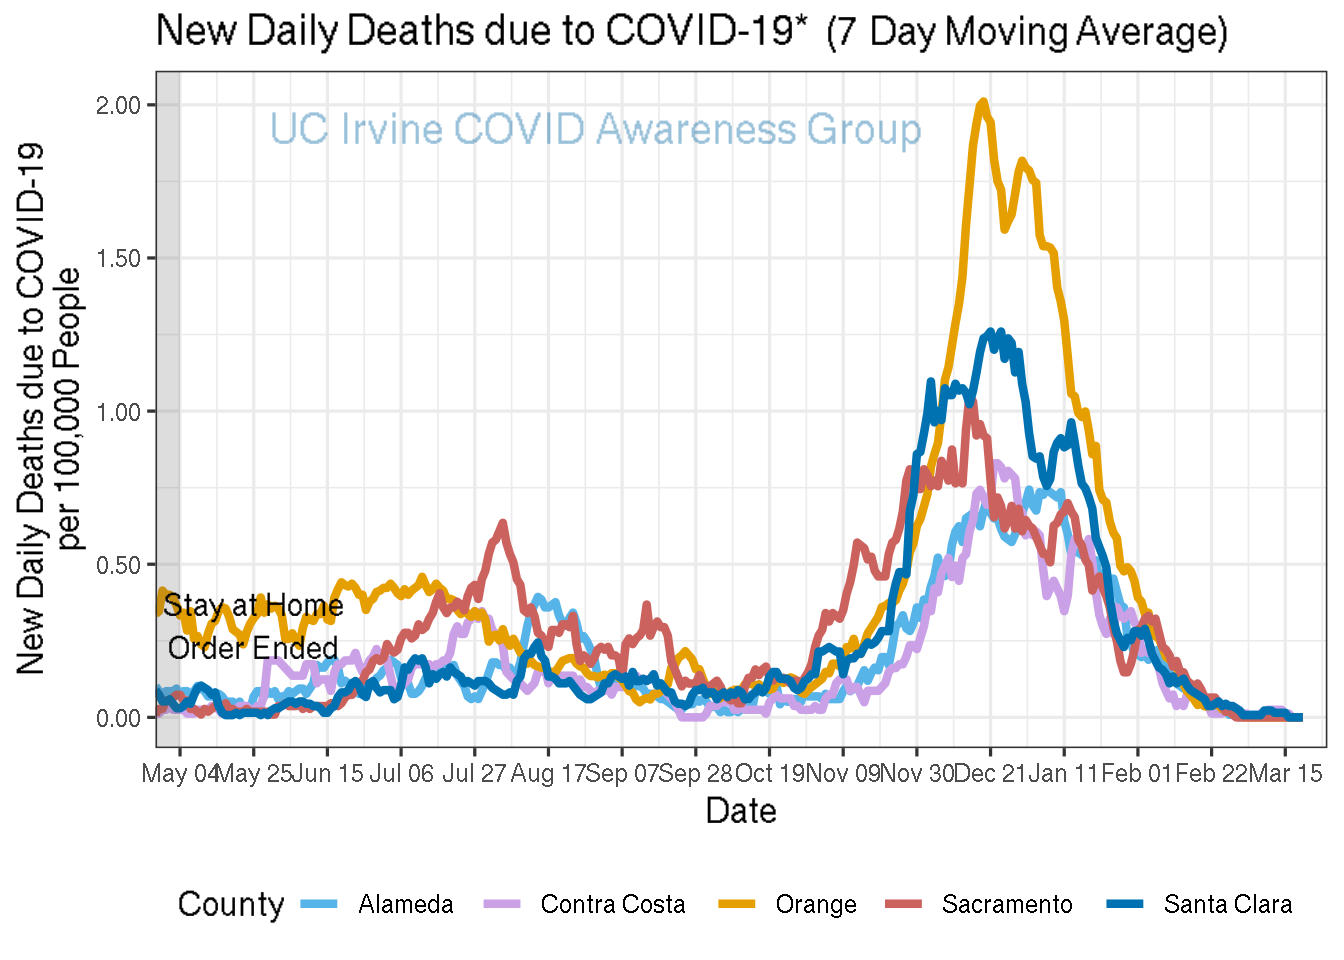 New Daily Deaths due to COVID-19* (7 Day Moving Average)
UC Irvine COVID Awareness Group
New Daily Deaths due to COVID-19
per 100,000 People
2.00
1.50
1.00
0.50
0.00
Stay at Home
Order Ended
May 04 May 25 Jun 15 Jul 06 Jul 27 Aug 17 Sep 07 Sep 28 Oct 19 Nov 09 Nov 30 Dec 21 Jan 11 Feb 01 Feb 22 Mar 15
Date
County Alameda Contra Costa Orange Sacramento Santa Clara